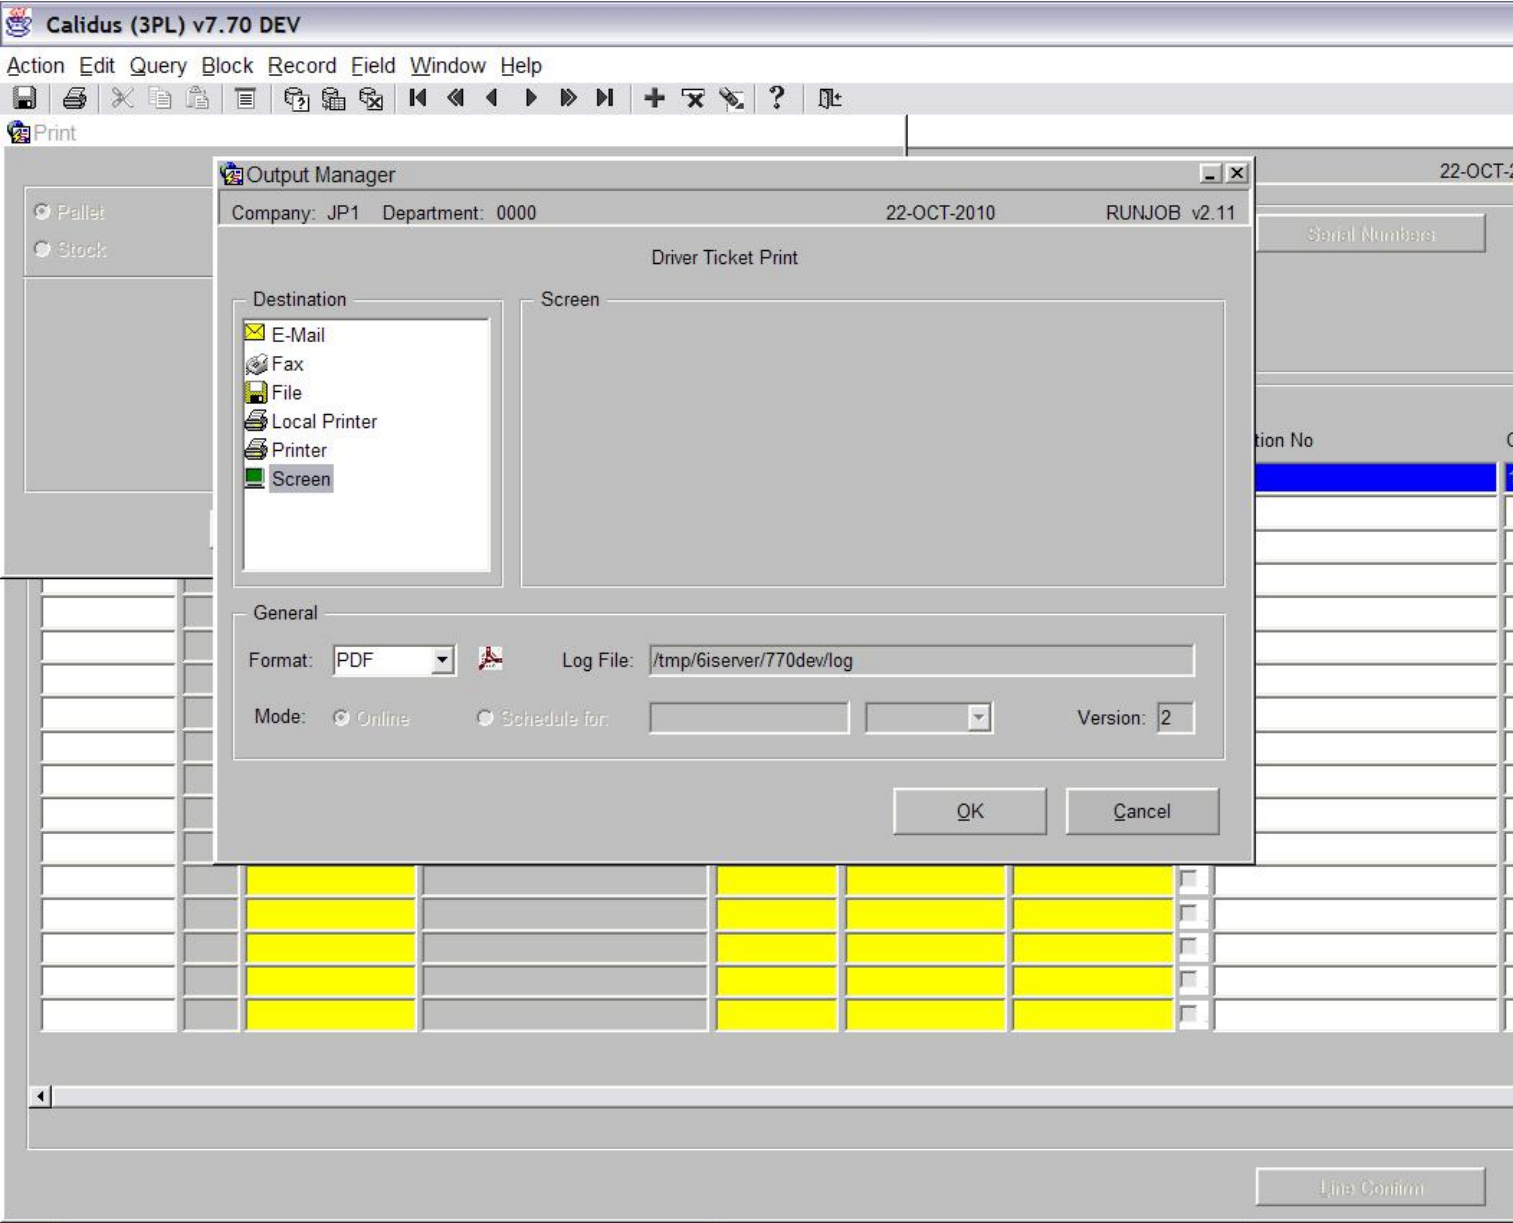 Calidus (3PL) v7.70 DEV
Action Edit Query Block Record Field Window Help
Print
22-OCT-2
Output Manager
Company: JP1 Department: 0000 22-OCT-2010 RUNJOB v2.11
Pallet
Stock
Serial Numbers
Driver Ticket Print
Destination
Screen
E-Mail
Fax
File
Local Printer
Printer
Screen
tion No
General
Format: PDF Log File: /tmp/6iserver/770dev/log
Mode: Online Schedule for: Version: 2
OK Cancel
Line Confirm